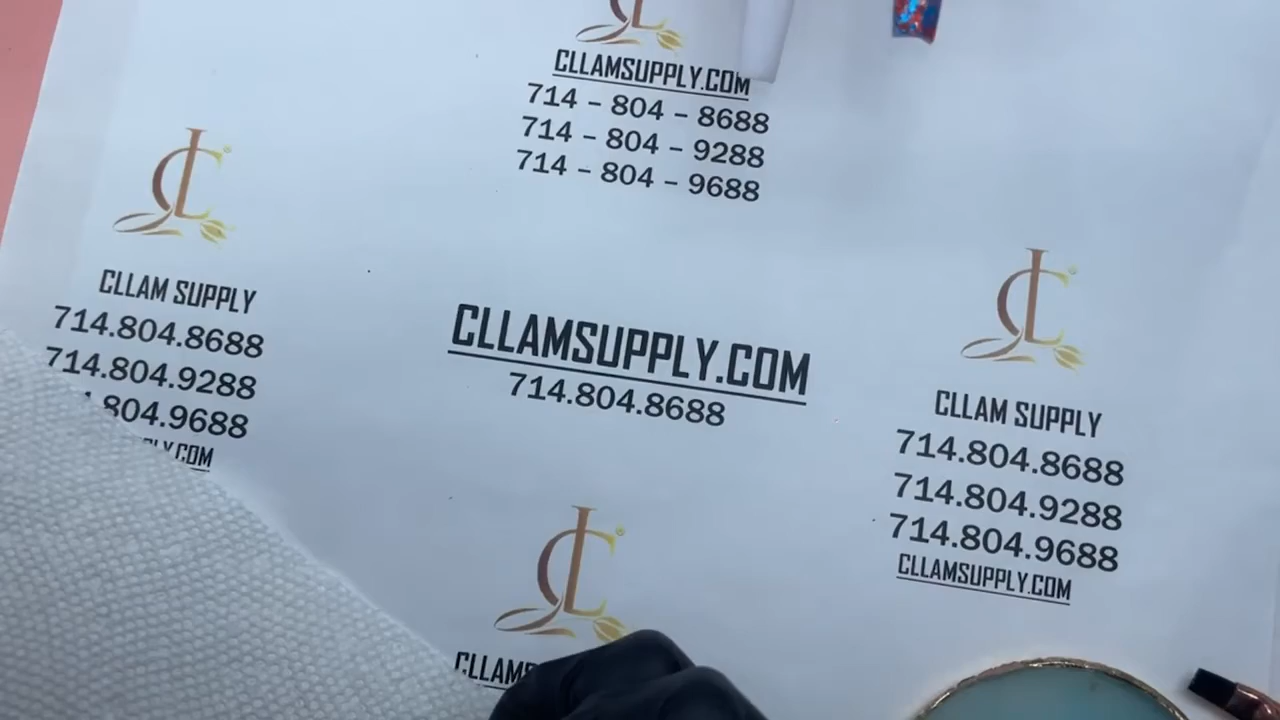 CLLAMSUPPLY.COM
714 - 804 - 8688
714 - 804 - 9288
714 - 804 - 9688
CLLAM SUPPLY
714.804.8688
714.804.9288
.804.9688
CLLAMSUPPLY.COM
714.804.8688
CLLAM SUPPLY
714.804.8688
714.804.9288
714.804.9688
CLLAMSUPPLY.COM